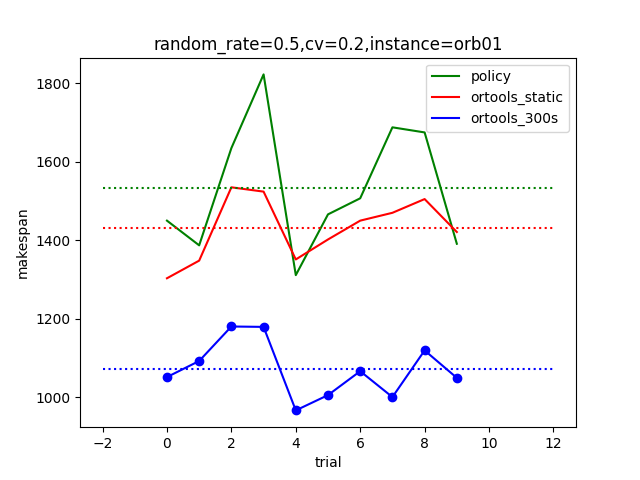 random_rate=0.5,cv=0.2,instance=orb01
policy
ortools_static
ortools_300s
makespan
1800
1600
1400
1200
1000
−2
0
2
4
6
8
10
12
trial